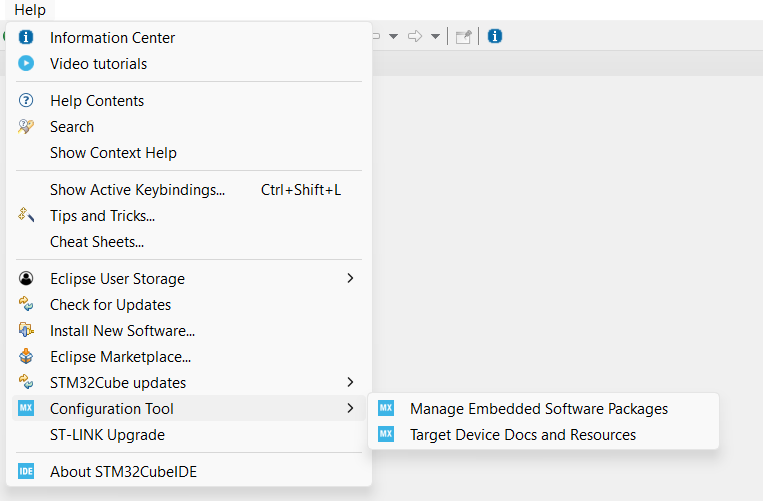 Help
Information Center
Video tutorials
Help Contents
Search
Show Context Help
Show Active Keybindings... Ctrl+Shift+L
Tips and Tricks...
Cheat Sheets...
Eclipse User Storage
Check for Updates
Install New Software...
Eclipse Marketplace...
STM32Cube updates
MX Configuration Tool
MX Manage Embedded Software Packages
ST-LINK Upgrade
MX Target Device Docs and Resources
IDE About STM32CubeIDE